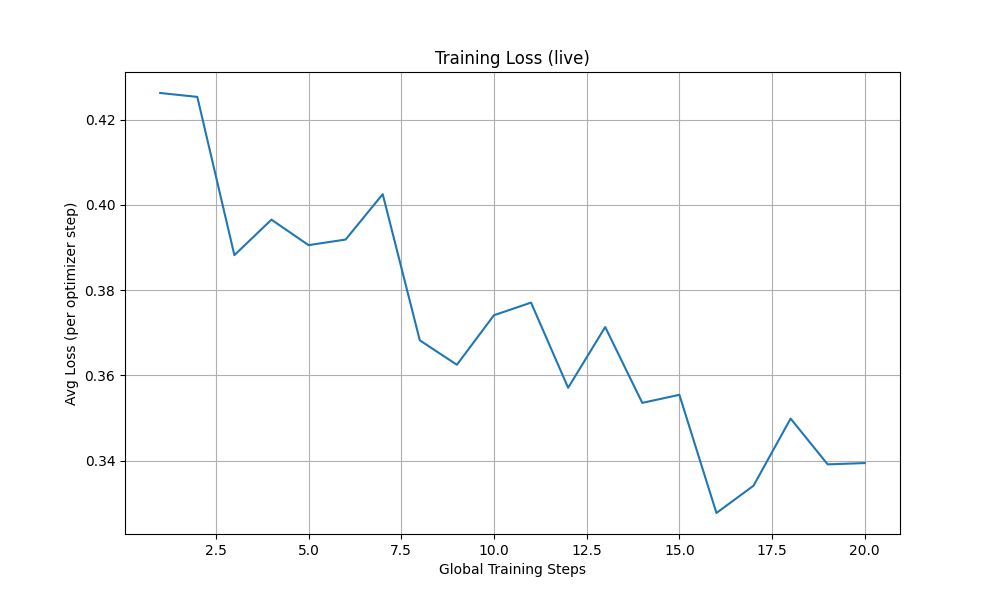 Training Loss (live)
Avg Loss (per optimizer step)
0.42
0.40
0.38
0.36
0.34
2.5 5.0 7.5 10.0 12.5 15.0 17.5 20.0
Global Training Steps